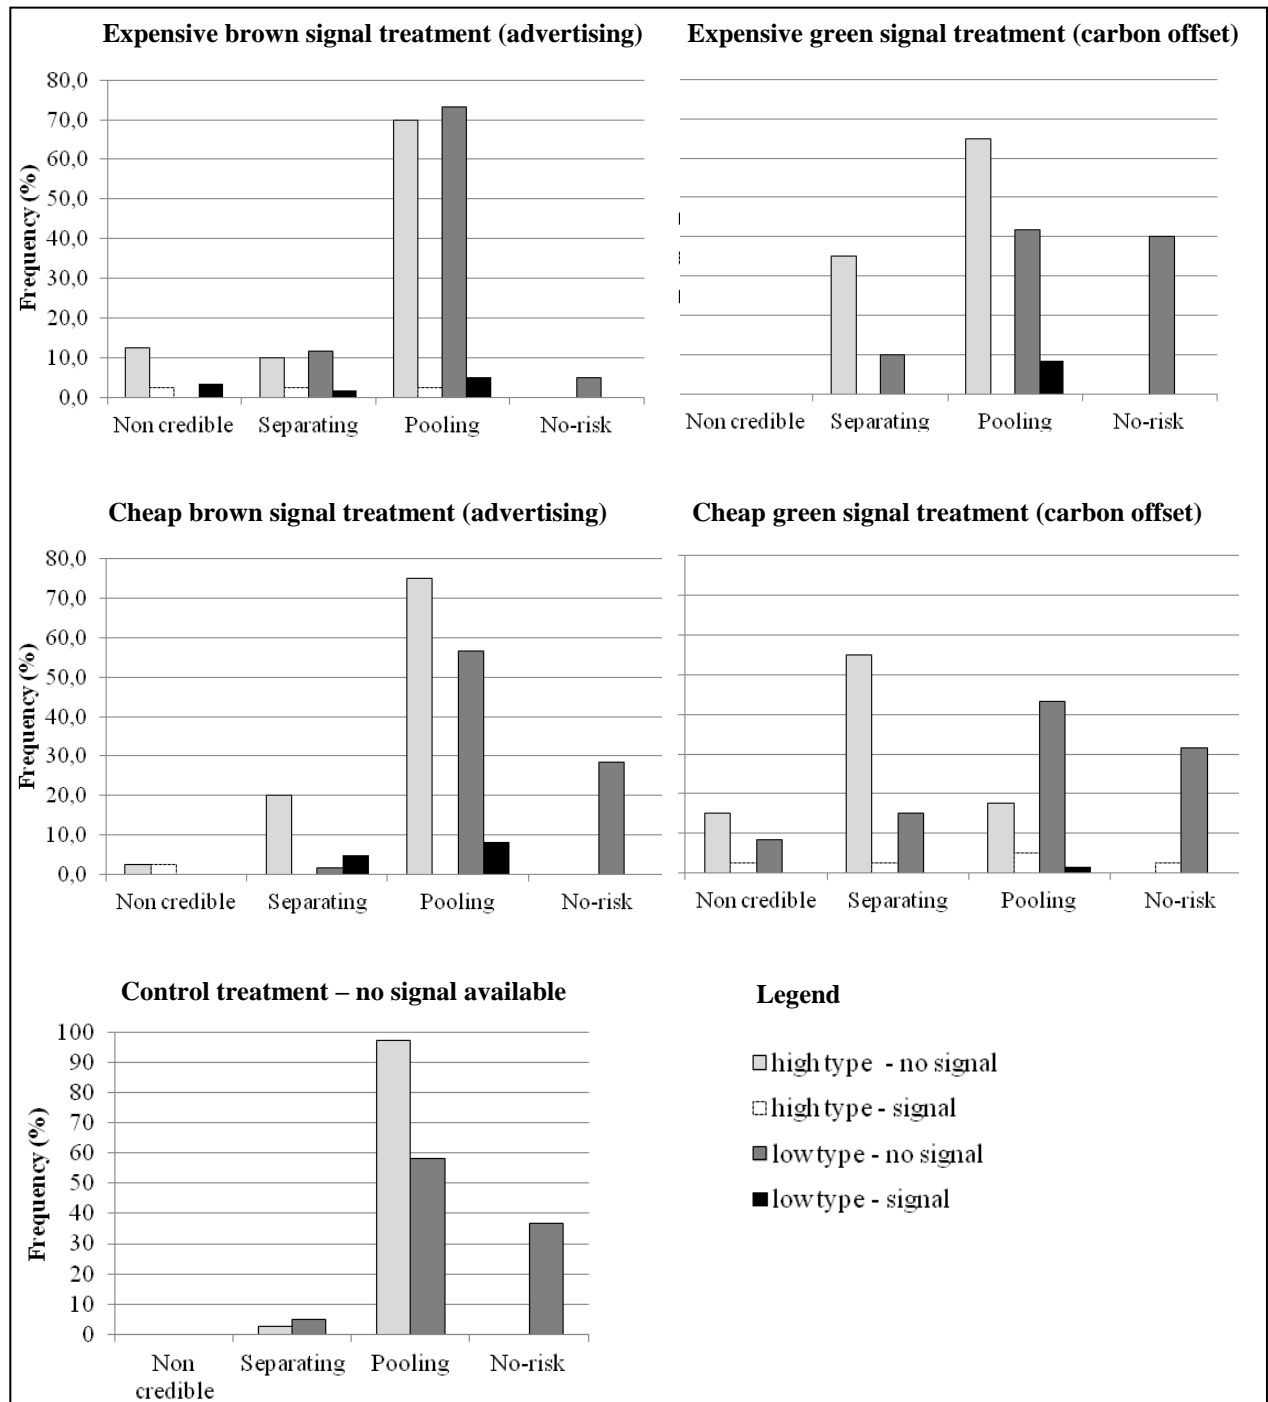 Expensive brown signal treatment (advertising)
80,0
70,0
60,0
50,0
40,0
30,0
20,0
10,0
0,0
Frequency (%)
Non credible Separating Pooling No-risk
Expensive green signal treatment (carbon offset)
Non credible Separating Pooling No-risk
Cheap brown signal treatment (advertising)
80,0
70,0
60,0
50,0
40,0
30,0
20,0
10,0
0,0
Frequency (%)
Non credible Separating Pooling No-risk
Cheap green signal treatment (carbon offset)
Non credible Separating Pooling No-risk
Control treatment – no signal available
100
90
80
70
60
50
40
30
20
10
0
Frequency (%)
Non Separating Pooling No-risk
credible
Legend
high type - no signal
high type - signal
low type - no signal
low type - signal